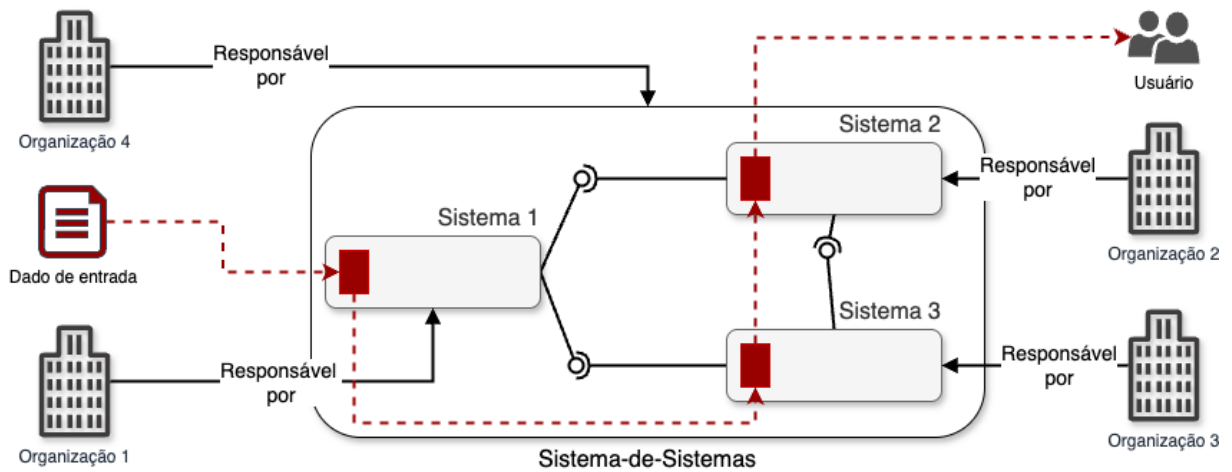 Responsável
por
Organização 4
Usuário
Sistema 2
Responsável
por
Sistema 1
Dado de entrada
Organização 2
Sistema 3
Responsável
por
Responsável
por
Organização 1
Organização 3
Sistema-de-Sistemas